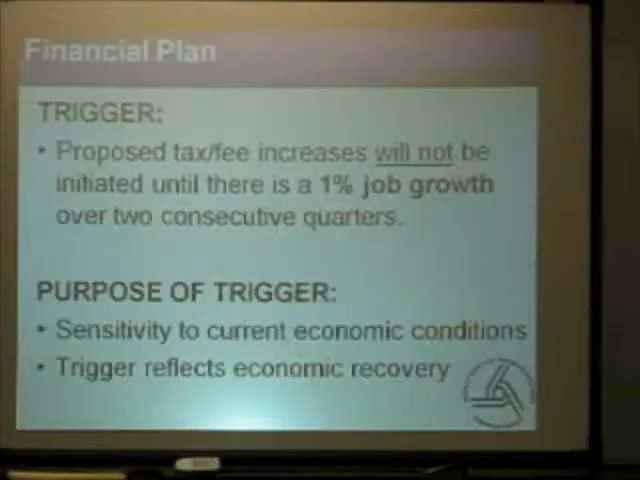 Financial Plan
TRIGGER:
• Proposed tax/fee increases will not be
initiated until there is a 1% job growth
over two consecutive quarters.
PURPOSE OF TRIGGER:
• Sensitivity to current economic conditions
• Trigger reflects economic recovery